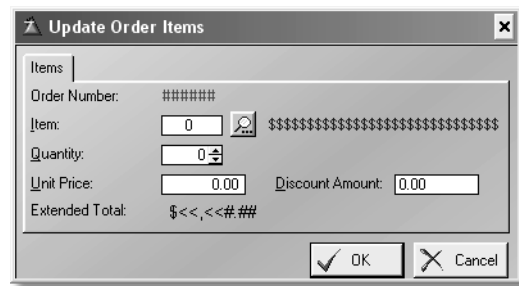 Update Order Items
Items
Order Number: ######
Item: 0 $$$$$$$$$$$$$$$$$$$$$$$$$$$$$$
Quantity: 0
Unit Price: 0.00 Discount Amount: 0.00
Extended Total: $<<,<<#.##
OK Cancel